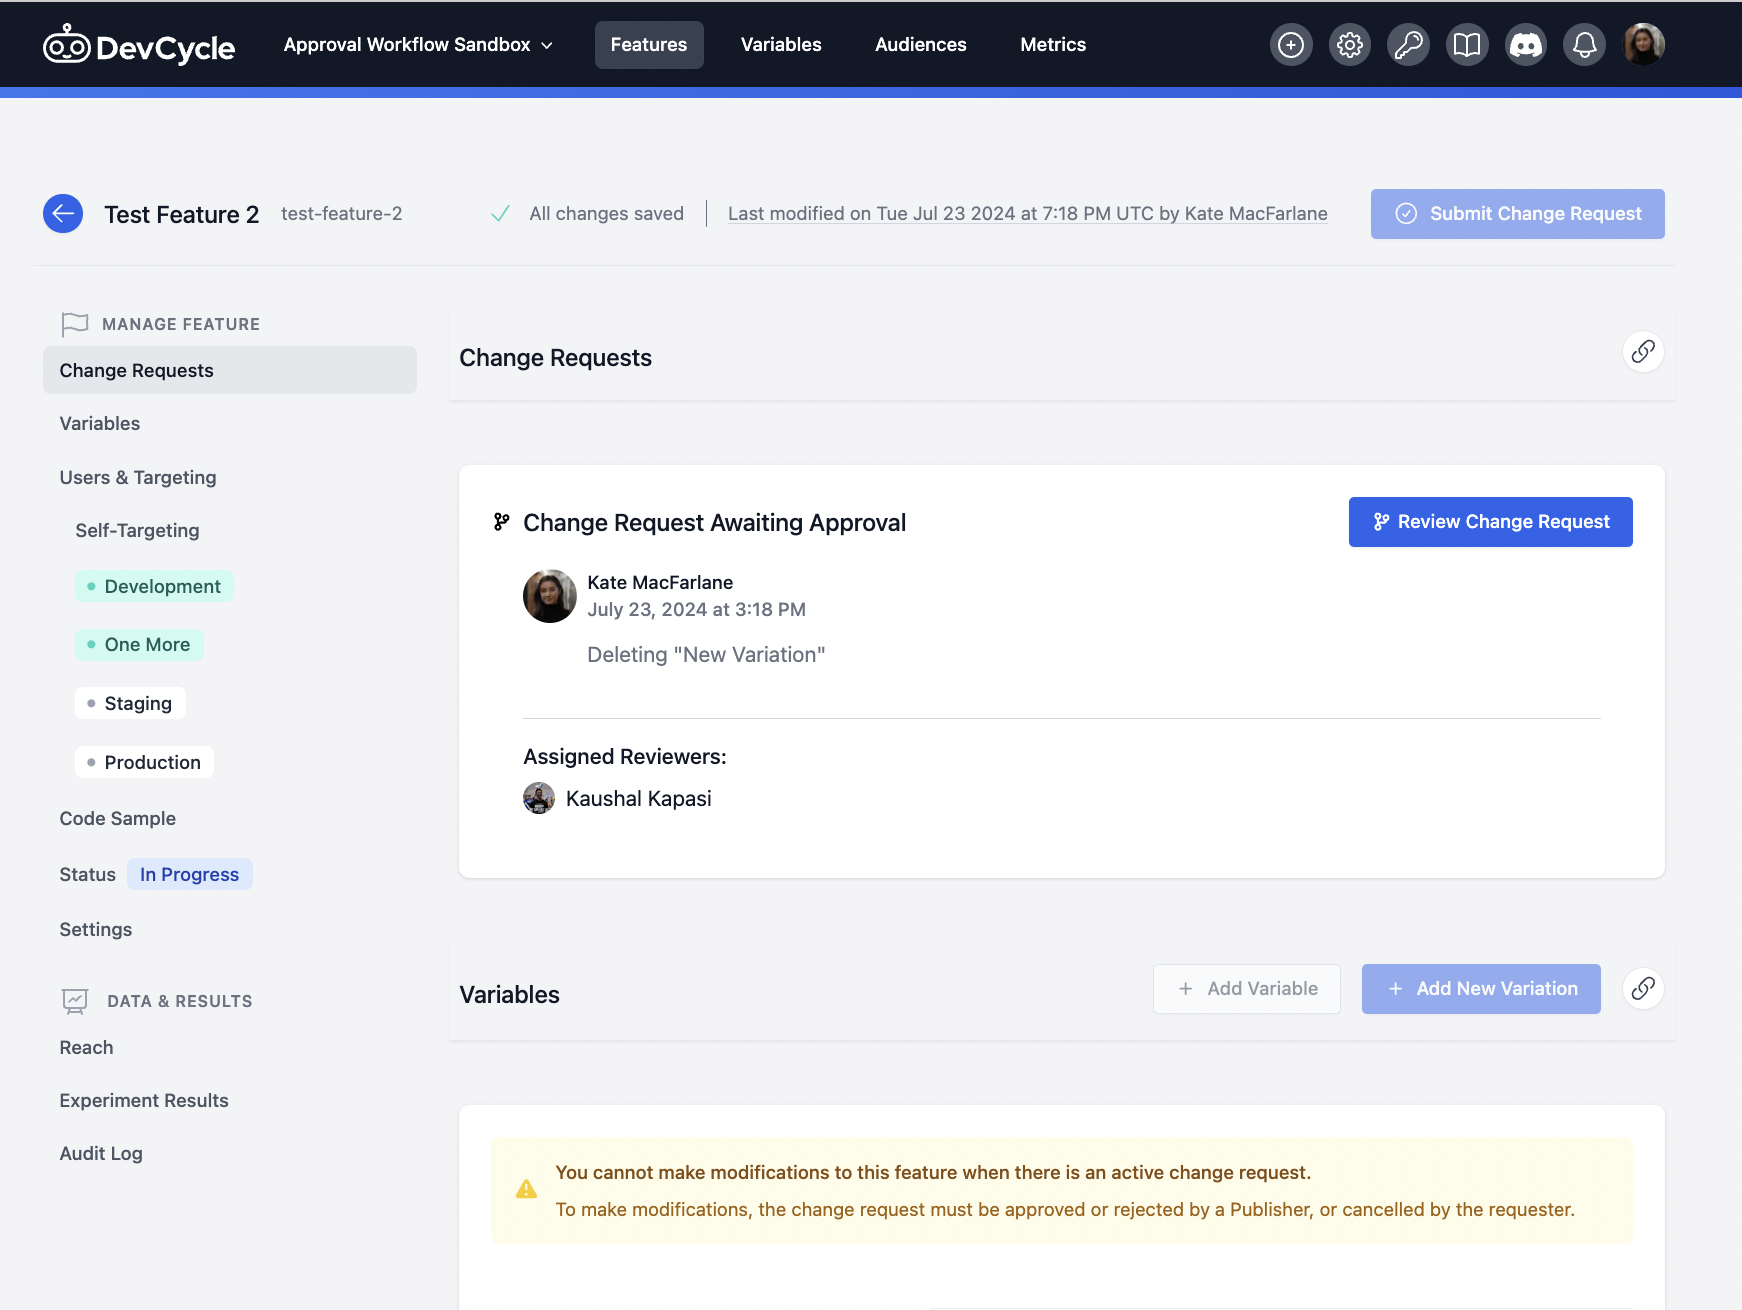 DevCycle
Approval Workflow Sandbox
Features
Variables
Audiences
Metrics
Test Feature 2
test-feature-2
All changes saved
Last modified on Tue Jul 23 2024 at 7:18 PM UTC by Kate MacFarlane
Submit Change Request
MANAGE FEATURE
Change Requests
Variables
Users & Targeting
Self-Targeting
Development
One More
Staging
Production
Code Sample
Status In Progress
Settings
DATA & RESULTS
Reach
Experiment Results
Audit Log
Change Requests
Change Request Awaiting Approval
Review Change Request
Kate MacFarlane
July 23, 2024 at 3:18 PM
Deleting "New Variation"
Assigned Reviewers:
Kaushal Kapasi
Variables
+ Add Variable
+ Add New Variation
You cannot make modifications to this feature when there is an active change request.
To make modifications, the change request must be approved or rejected by a Publisher, or cancelled by the requester.